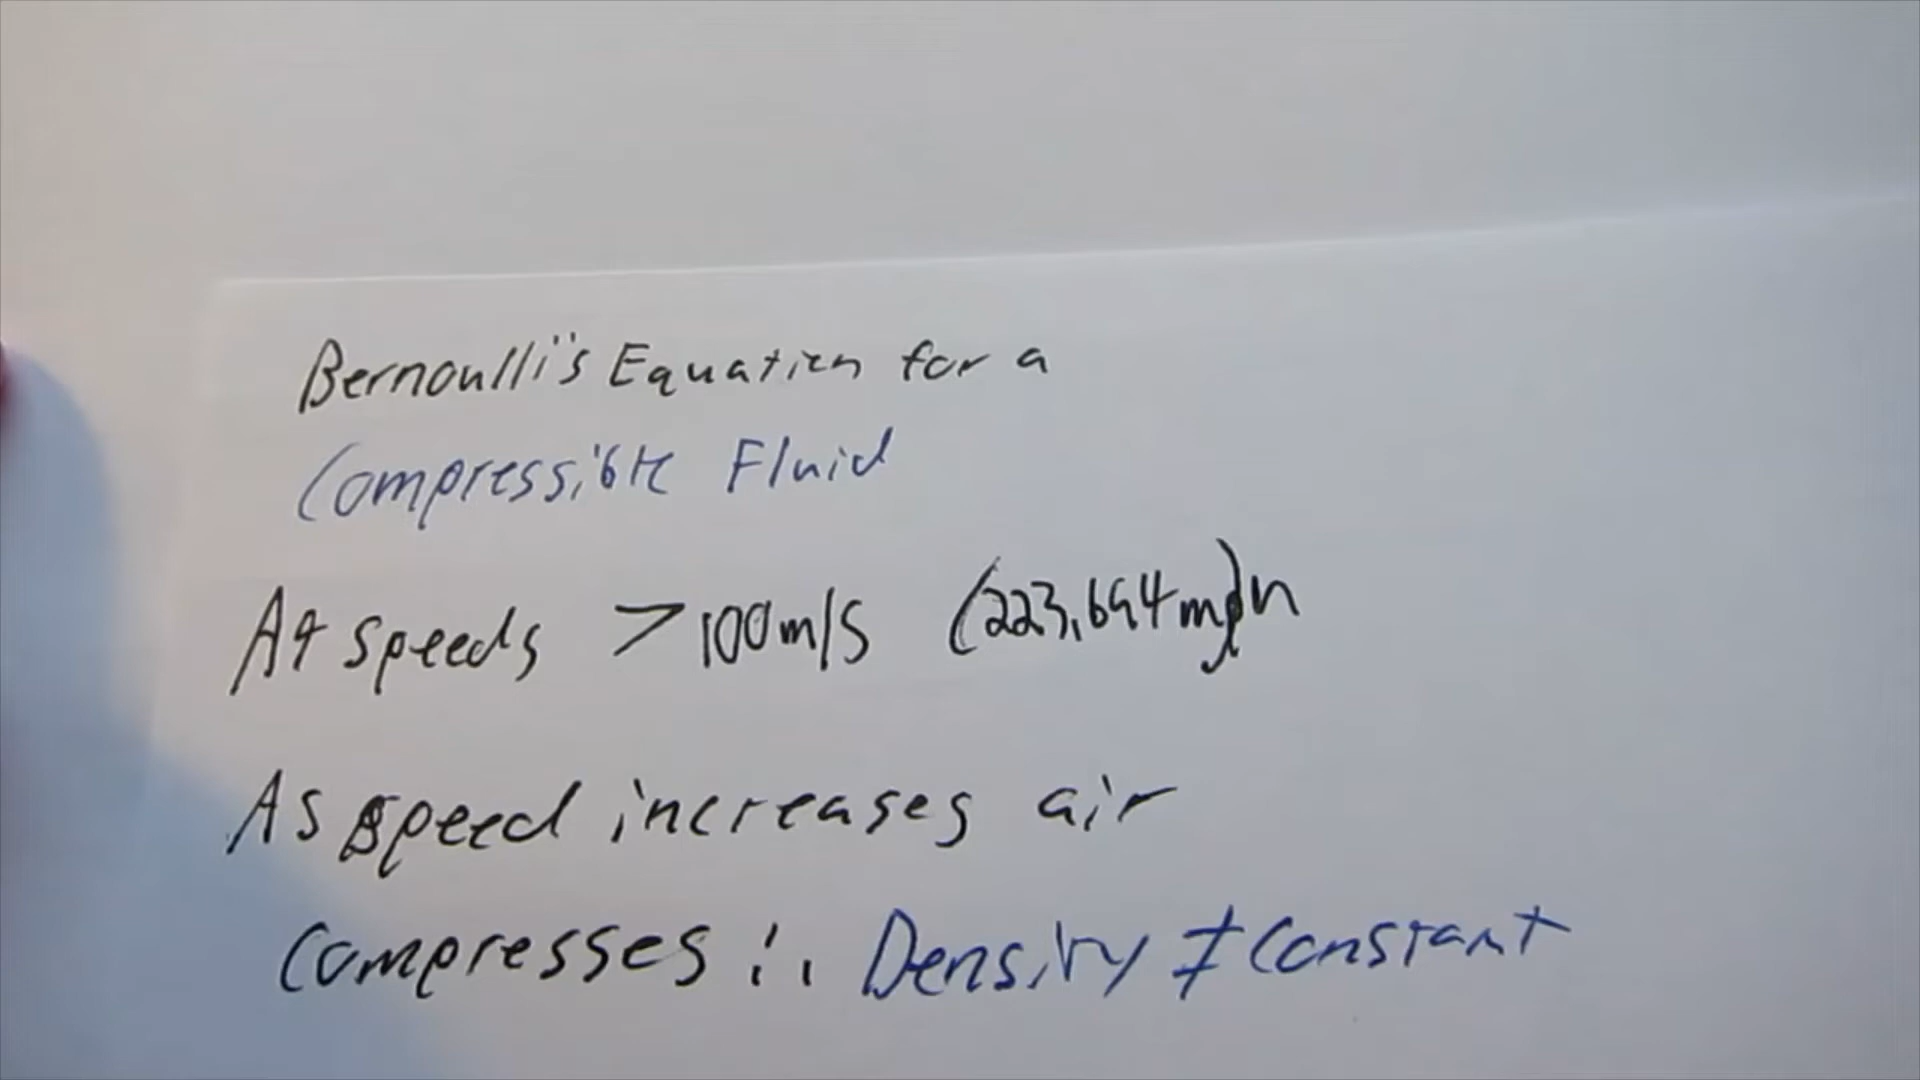 Bernoulli's Equation for a
Compressible Fluid
At speeds > 100m/s (223.694mph)
As speed increases air
compresses ∴ Density ≠ Constant